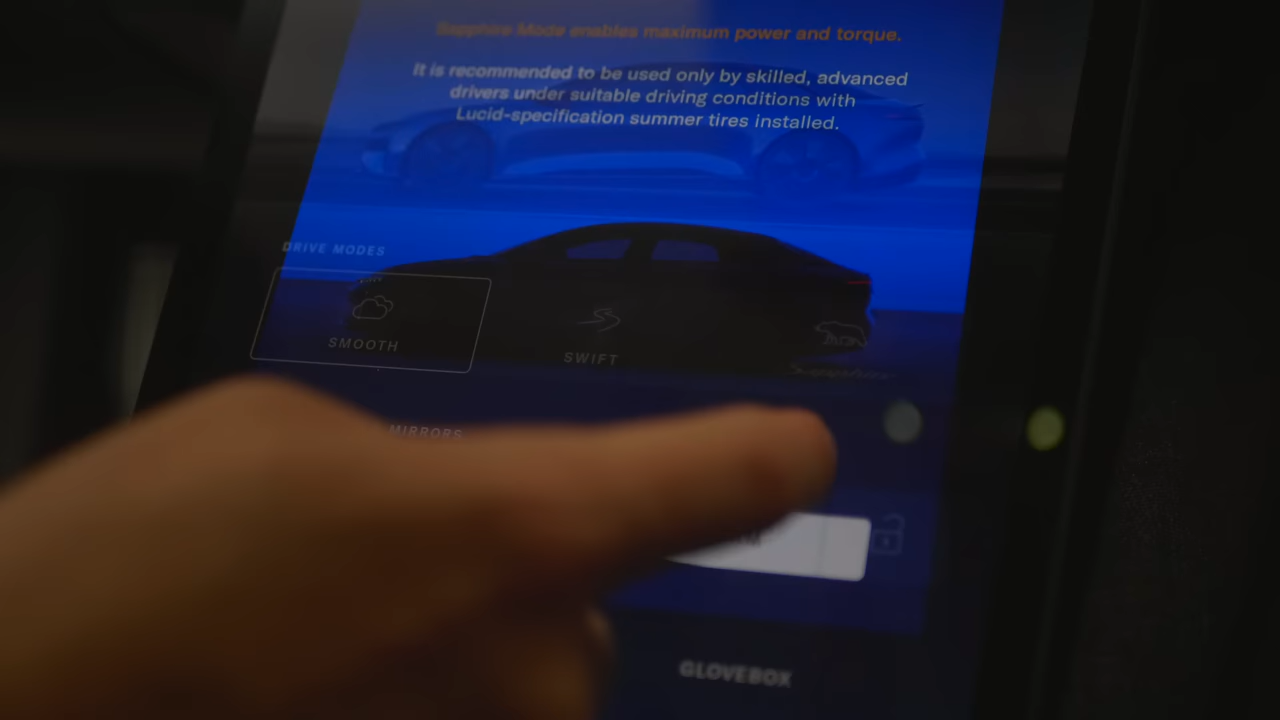 Sapphire Mode enables maximum power and torque.
It is recommended to be used only by skilled, advanced
drivers under suitable driving conditions with
Lucid-specification summer tires installed.
DRIVE MODES
SMOOTH
SWIFT
Sapphire
MIRRORS
GLOVEBOX